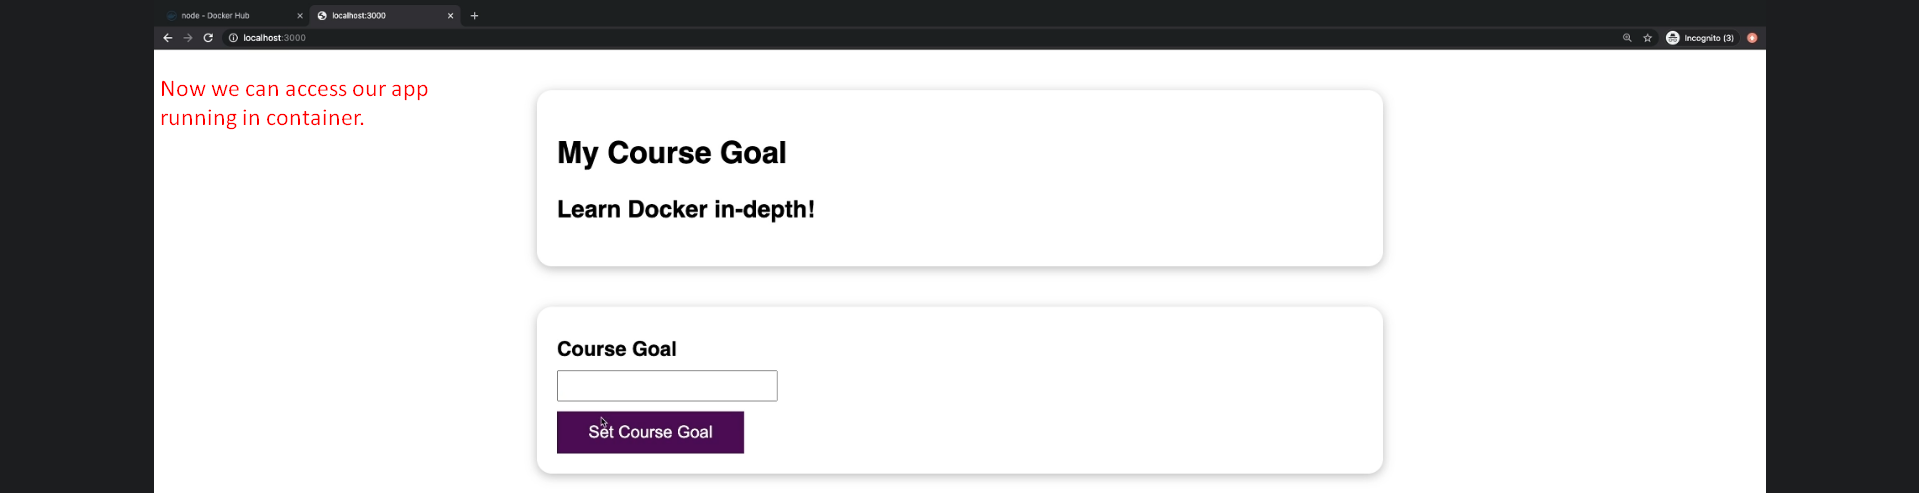 node - Docker Hub
localhost:3000
localhost:3000
Incognito (3)
Now we can access our app
running in container.
My Course Goal
Learn Docker in-depth!
Course Goal
Set Course Goal